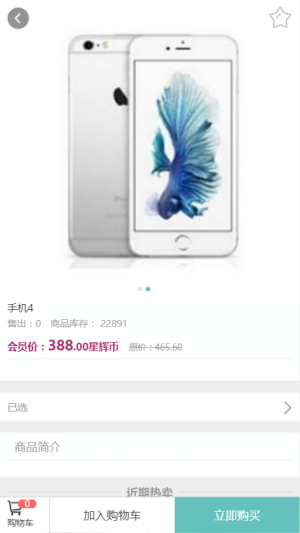 手机4
售出：0 商品库存： 22891
会员价：388.00星辉币 原价：465.60
已选
商品简介
近期热卖
0
购物车
加入购物车
立即购买